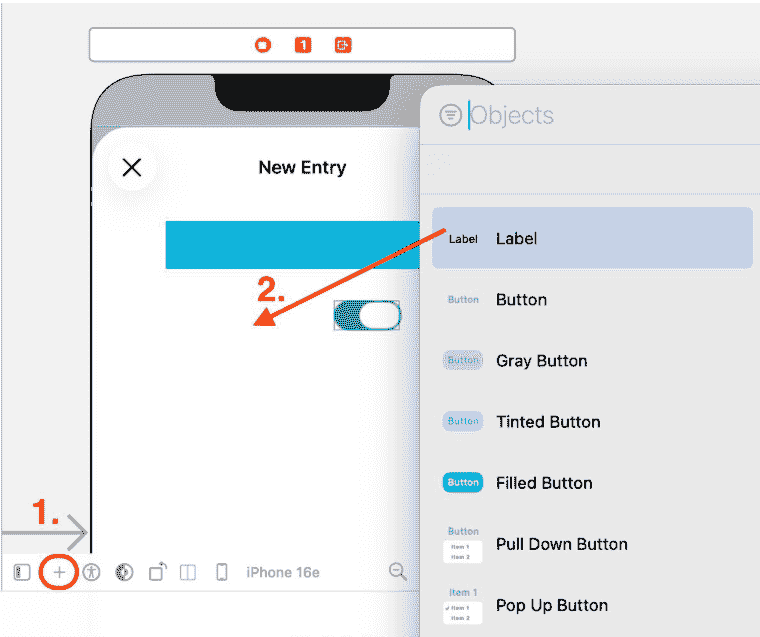 1
Objects
New Entry
Label Label
2.
Button Button
Button Gray Button
Button Tinted Button
Button Filled Button
1.
Button
Item 1
Item 2
Pull Down Button
iPhone 16e
Item 1
✓ Item 1
Item 2
Pop Up Button